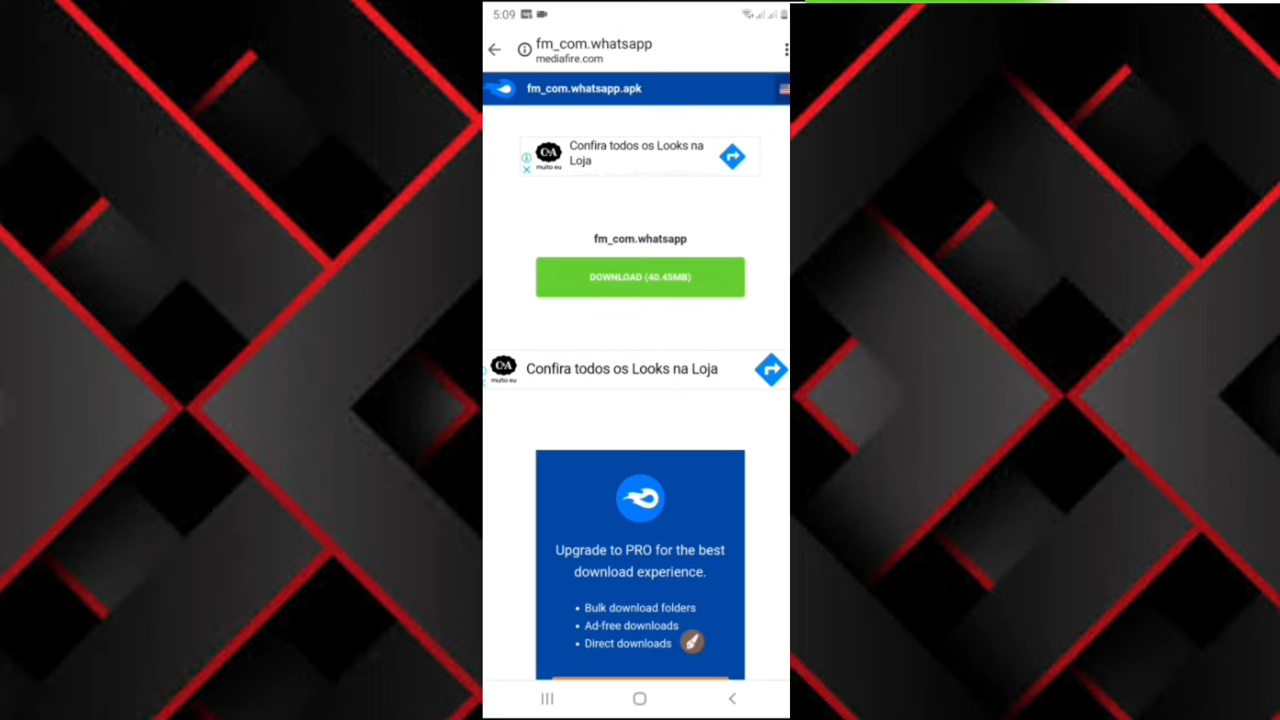 5:09
fm_com.whatsapp
mediafire.com
fm_com.whatsapp.apk
C&A
muito eu
Confira todos os Looks na
Loja
fm_com.whatsapp
DOWNLOAD (40.45MB)
C&A
muito eu
Confira todos os Looks na Loja
Upgrade to PRO for the best
download experience.
• Bulk download folders
• Ad-free downloads
• Direct downloads